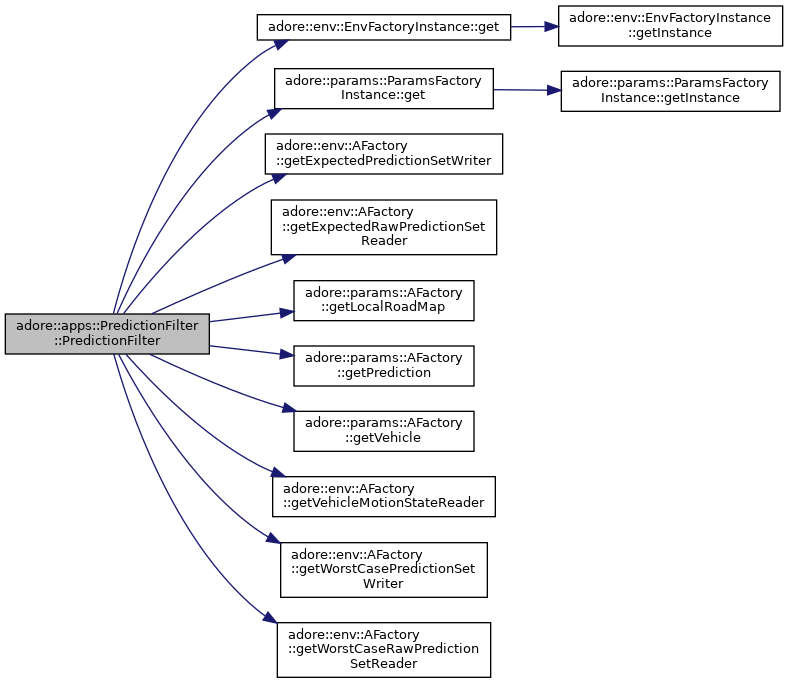 adore::apps::PredictionFilter
::PredictionFilter
adore::env::EnvFactoryInstance::get
adore::env::EnvFactoryInstance
::getInstance
adore::params::ParamsFactory
Instance::get
adore::params::ParamsFactory
Instance::getInstance
adore::env::AFactory
::getExpectedPredictionSetWriter
adore::env::AFactory
::getExpectedRawPredictionSet
Reader
adore::params::AFactory
::getLocalRoadMap
adore::params::AFactory
::getPrediction
adore::params::AFactory
::getVehicle
adore::env::AFactory
::getVehicleMotionStateReader
adore::env::AFactory
::getWorstCasePredictionSet
Writer
adore::env::AFactory
::getWorstCaseRawPrediction
SetReader